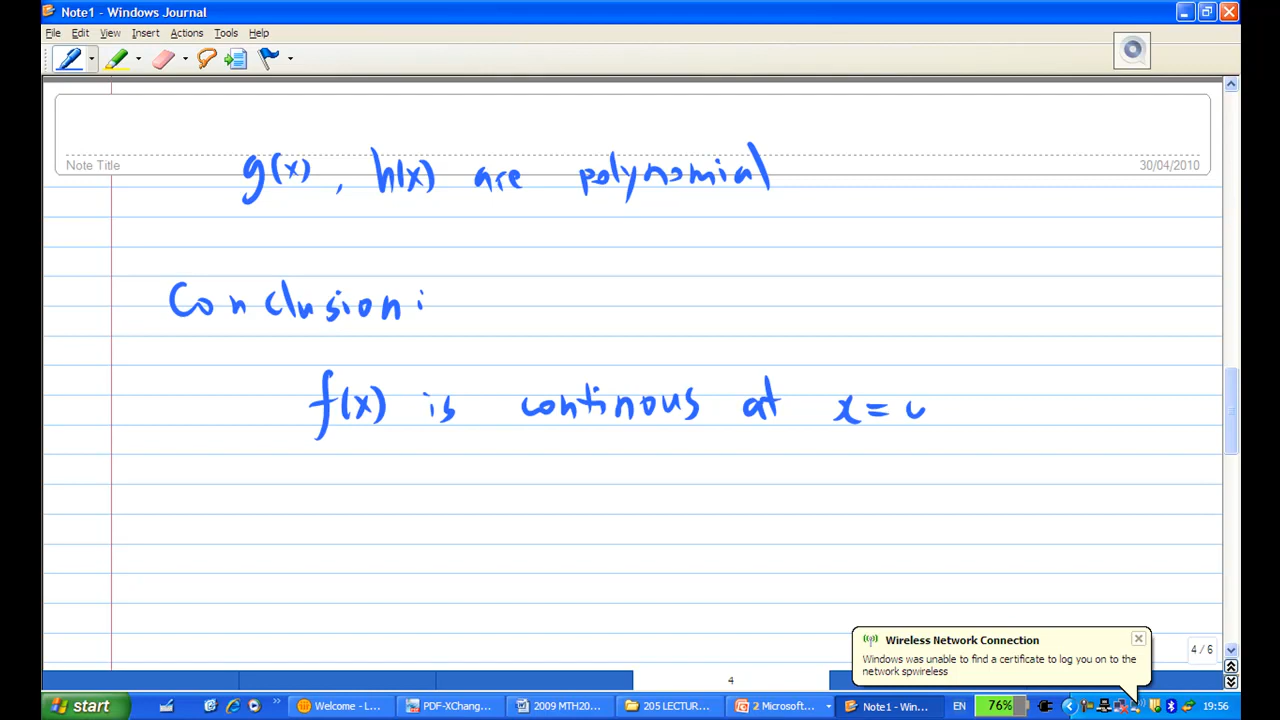 Note1 - Windows Journal
File Edit View Insert Actions Tools Help
g(x), h(x) are polynomial
Note Title
30/04/2010
Conclusion:
f(x) is continous at x=
Wireless Network Connection
Windows was unable to find a certificate to log you on to the
network spwireless
4 / 6
4
start
Welcome - L...
PDF-XChang...
2009 MTH20...
205 LECTUR...
2 Microsoft...
Note1 - Win...
EN
76%
19:56